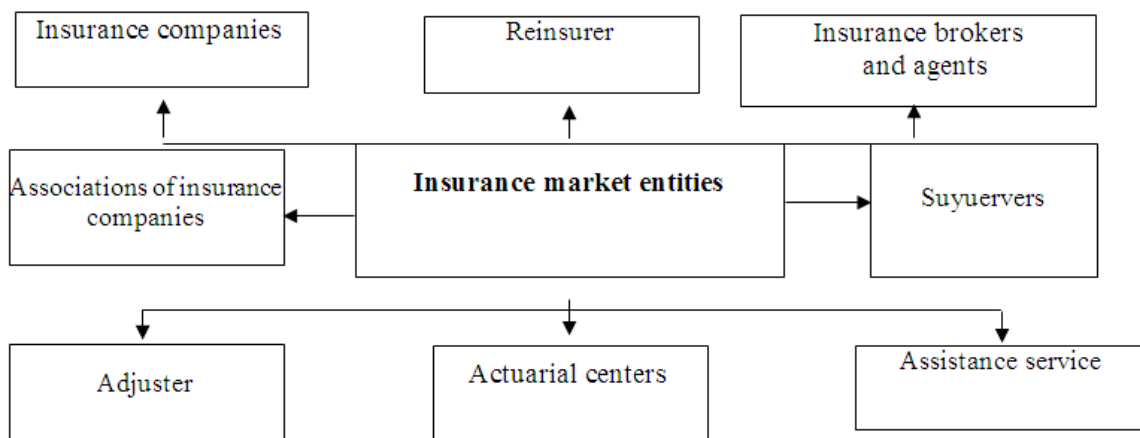 Insurance companies
Reinsurer
Insurance brokers
and agents
Associations of insurance
companies
Insurance market entities
Suyuervers
Adjuster
Actuarial centers
Assistance service